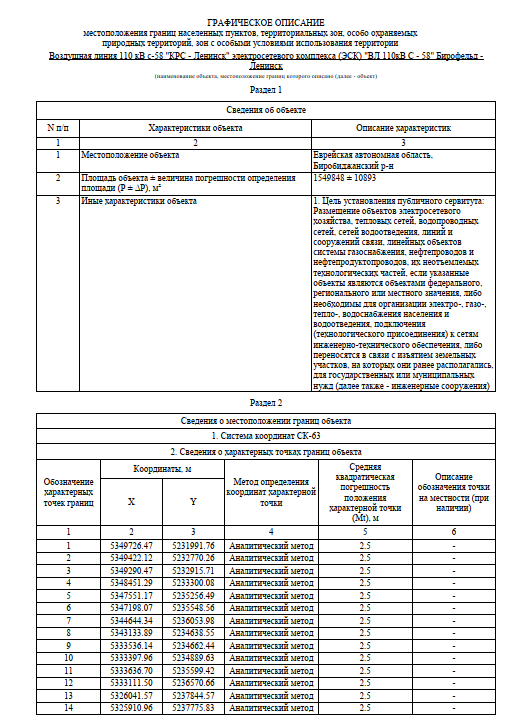 ГРАФИЧЕСКОЕ ОПИСАНИЕ
местоположения границ населенных пунктов, территориальных зон, особо охраняемых
природных территорий, зон с особыми условиями использования территории
Воздушная линия 110 кV с-58 "КРС - Ленинск" электросетевого комплекса (ЭСК) "ВЛ 110кV С - 58" Бирофельд -
Ленинск
(наименование объекта, местоположение границ которого описано (далее - объект)
Раздел 1
Сведения об объекте
N п/п Характеристики объекта Описание характеристик
1 2 3
1 Местоположение объекта Еврейская автономная область,
Биробиджанский р-н
2 Площадь объекта ± величина погрешности определения 1549848 ± 10893
площади (P ± ΔP), м²
3 Иные характеристики объекта 1. Цель установления публичного сервитута:
Размещение объектов электросетевого
хозяйства, тепловых сетей, водопроводных
сетей, сетей водоотведения, линий и
сооружений связи, линейных объектов
системы газоснабжения, нефтепроводов и
нефтепродуктопроводов, их неотъемлемых
технологических частей, если указанные
объекты являются объектами федерального,
регионального или местного значения, либо
необходимы для организации электро-, газо-,
тепло-, водоснабжения населения и
водоотведения, подключения
(технологического присоединения) к сетям
инженерно-технического обеспечения, либо
переносятся в связи с изъятием земельных
участков, на которых они ранее располагались,
для государственных или муниципальных
нужд (далее также - инженерные сооружения)
Раздел 2
Сведения о местоположении границ объекта
1. Система координат СК-63
2. Сведения о характерных точках границ объекта
Обозначение характерных точек границ
Координаты, м
X Y
Метод определения координат характерной точки
Средняя квадратическая погрешность положения характерной точки (Mt), м
Описание обозначения точки на местности (при наличии)
1 2 3 4 5 6
1 5349726.47 5231991.76 Аналитический метод 2.5 -
2 5349422.12 5232770.26 Аналитический метод 2.5 -
3 5349290.47 5232915.71 Аналитический метод 2.5 -
4 5348451.29 5233300.08 Аналитический метод 2.5 -
5 5347551.17 5235256.49 Аналитический метод 2.5 -
6 5347198.07 5235548.56 Аналитический метод 2.5 -
7 5344644.34 5236053.98 Аналитический метод 2.5 -
8 5343133.89 5234638.55 Аналитический метод 2.5 -
9 5333536.14 5234662.44 Аналитический метод 2.5 -
10 5333397.96 5234889.63 Аналитический метод 2.5 -
11 5333636.70 5235599.42 Аналитический метод 2.5 -
12 5333111.50 5236570.66 Аналитический метод 2.5 -
13 5326041.57 5237844.57 Аналитический метод 2.5 -
14 5325910.96 5237775.83 Аналитический метод 2.5 -